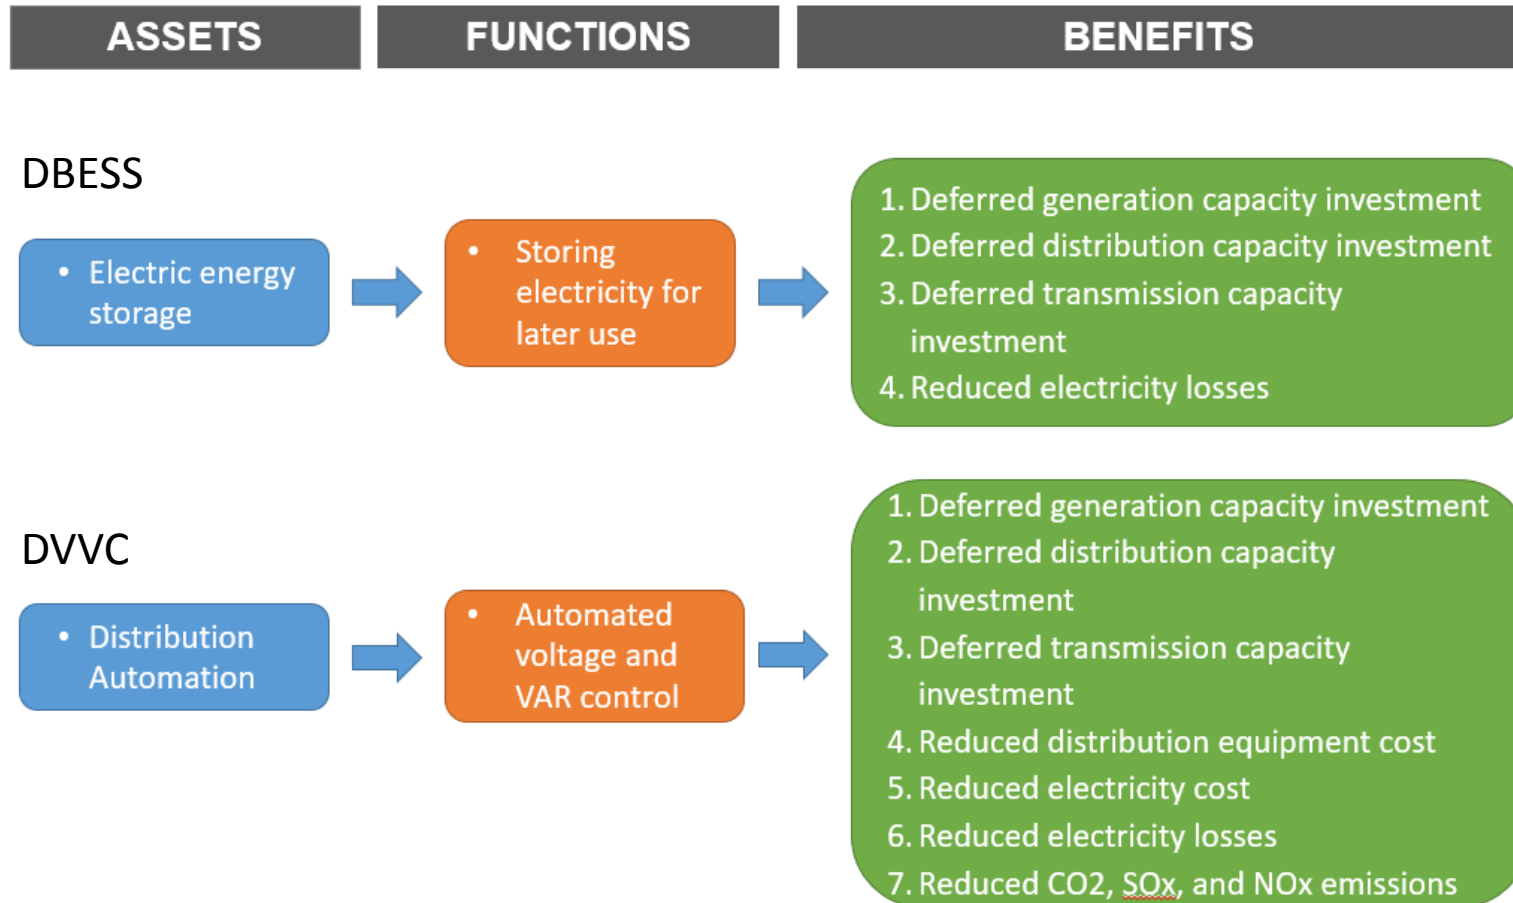 ASSETS
FUNCTIONS
BENEFITS
DBESS
• Electric energy
storage
• Storing
electricity for
later use
1. Deferred generation capacity investment
2. Deferred distribution capacity investment
3. Deferred transmission capacity
investment
4. Reduced electricity losses
DVVC
• Distribution
Automation
• Automated
voltage and
VAR control
1. Deferred generation capacity investment
2. Deferred distribution capacity
investment
3. Deferred transmission capacity
investment
4. Reduced distribution equipment cost
5. Reduced electricity cost
6. Reduced electricity losses
7. Reduced CO2, SOx, and NOx emissions